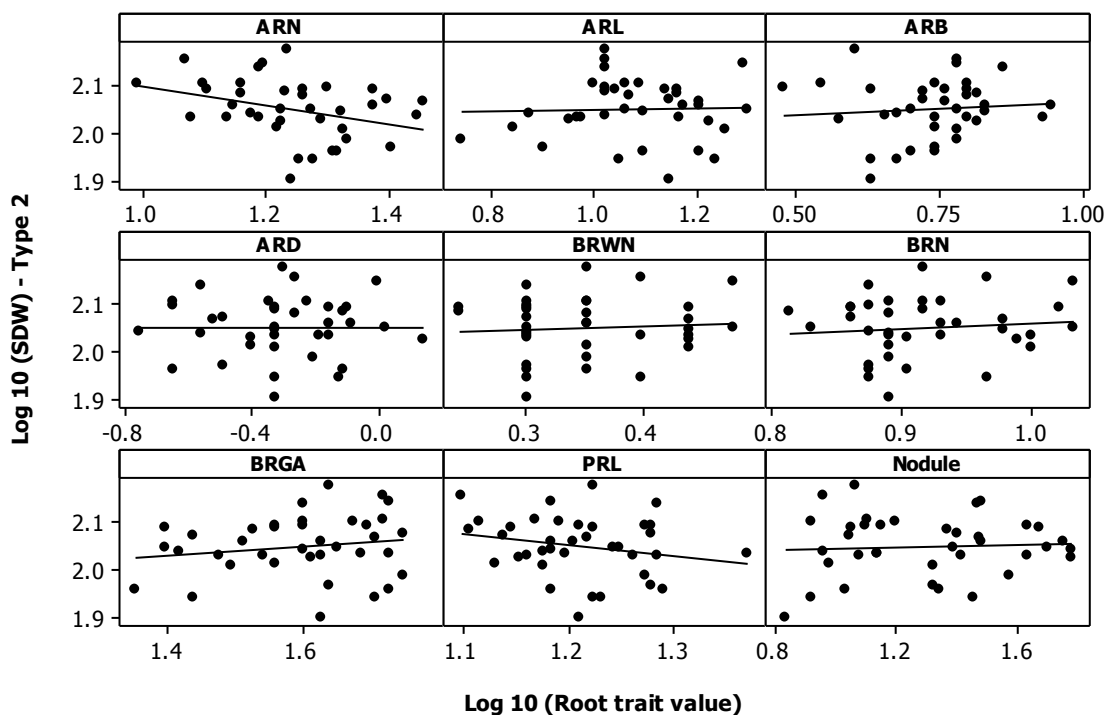 ARN ARL ARB
2.1
2.0
1.9
1.0 1.2 1.4 0.8 1.0 1.2 0.50 0.75 1.00
ARD BRWN BRN
2.1
2.0
1.9
-0.8 -0.4 0.0 0.3 0.4 0.8 0.9 1.0
BRGA PRL Nodule
2.1
2.0
1.9
1.4 1.6 1.1 1.2 1.3 0.8 1.2 1.6
Log 10 (SDW) - Type 2
Log 10 (Root trait value)